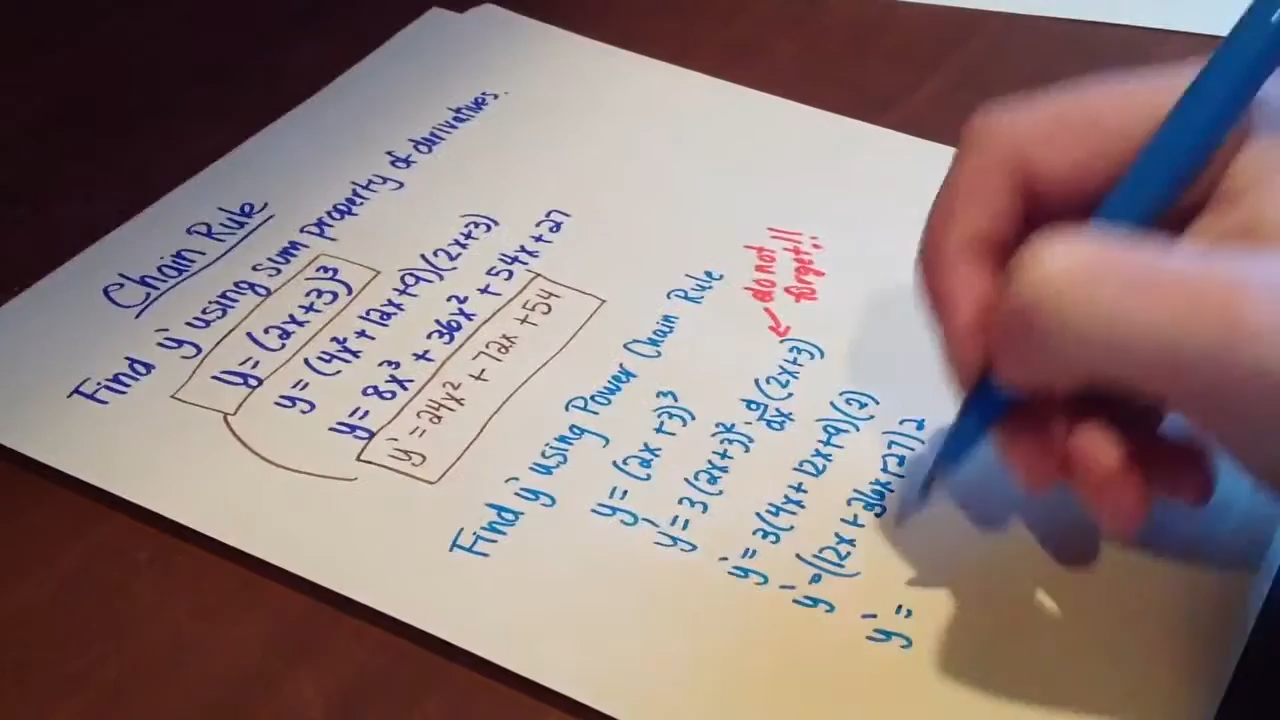 Chain Rule
Find y' using sum property of derivatives.
y = (2x+3)³
y = (4x²+12x+9)(2x+3)
y = 8x³ + 36x² + 54x + 27
y' = 24x² + 72x + 54
Find y' using Power Chain Rule
y = (2x+3)³
y' = 3(2x+3)² · d/dx (2x+3)
← do not
forget!!
y' = 3(4x+12x+9)(2)
y' = (12x + 36x+27)2
y' =